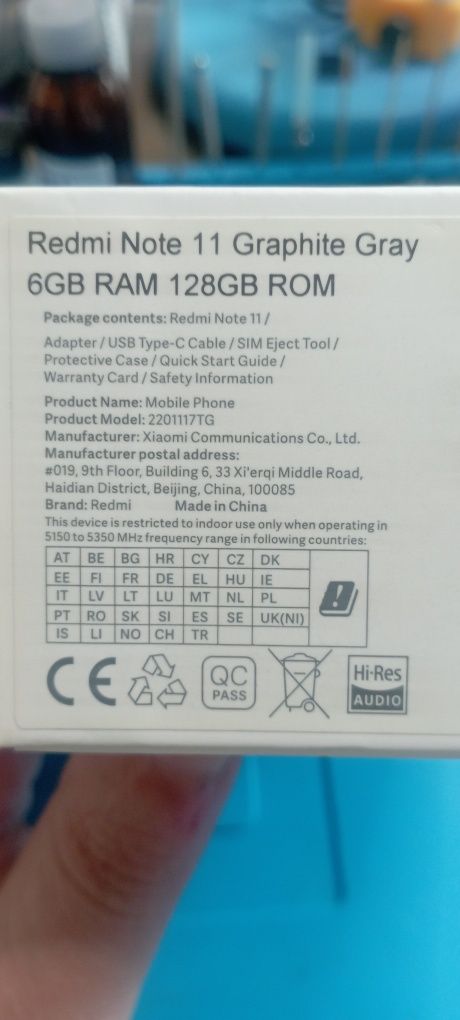 Redmi Note 11 Graphite Gray
6GB RAM 128GB ROM
Package contents: Redmi Note 11 /
Adapter / USB Type-C Cable / SIM Eject Tool /
Protective Case / Quick Start Guide /
Warranty Card / Safety Information
Product Name: Mobile Phone
Product Model: 2201117TG
Manufacturer: Xiaomi Communications Co., Ltd.
Manufacturer postal address:
#019, 9th Floor, Building 6, 33 Xi'erqi Middle Road,
Haidian District, Beijing, China, 100085
Brand: Redmi Made in China
This device is restricted to indoor use only when operating in
5150 to 5350 MHz frequency range in following countries:
AT BE BG HR CY CZ DK
EE FI FR DE EL HU IE
IT LV LT LU MT NL PL
PT RO SK SI ES SE UK(NI)
IS LI NO CH TR
CE
QC
PASS
Hi-Res
AUDIO